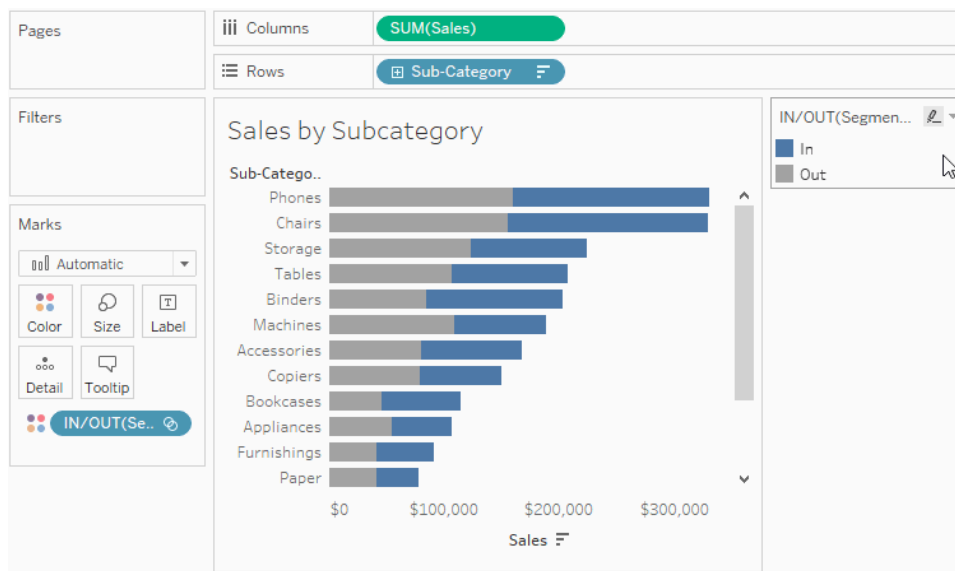 Pages
Columns
SUM(Sales)
Rows
Sub-Category
Filters
Marks
Automatic
Color
Size
T
Label
Detail
Tooltip
IN/OUT(Se..
Sales by Subcategory
Sub-Catego..
Phones
Chairs
Storage
Tables
Binders
Machines
Accessories
Copiers
Bookcases
Appliances
Furnishings
Paper
$0 $100,000 $200,000 $300,000
Sales
IN/OUT(Segmen...
In
Out